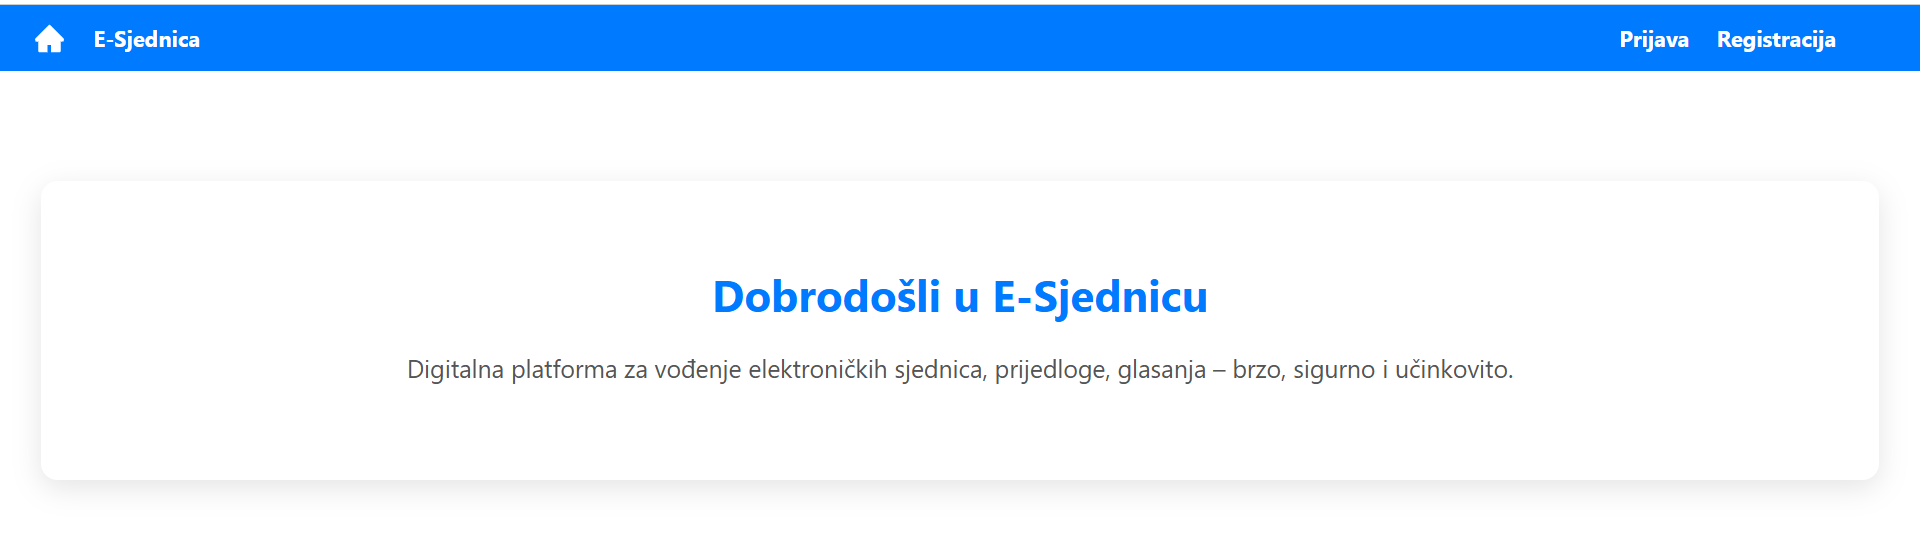 E-Sjednica Prijava Registracija
Dobrodošli u E-Sjednicu
Digitalna platforma za vođenje elektroničkih sjednica, prijedloge, glasanja – brzo, sigurno i učinkovito.